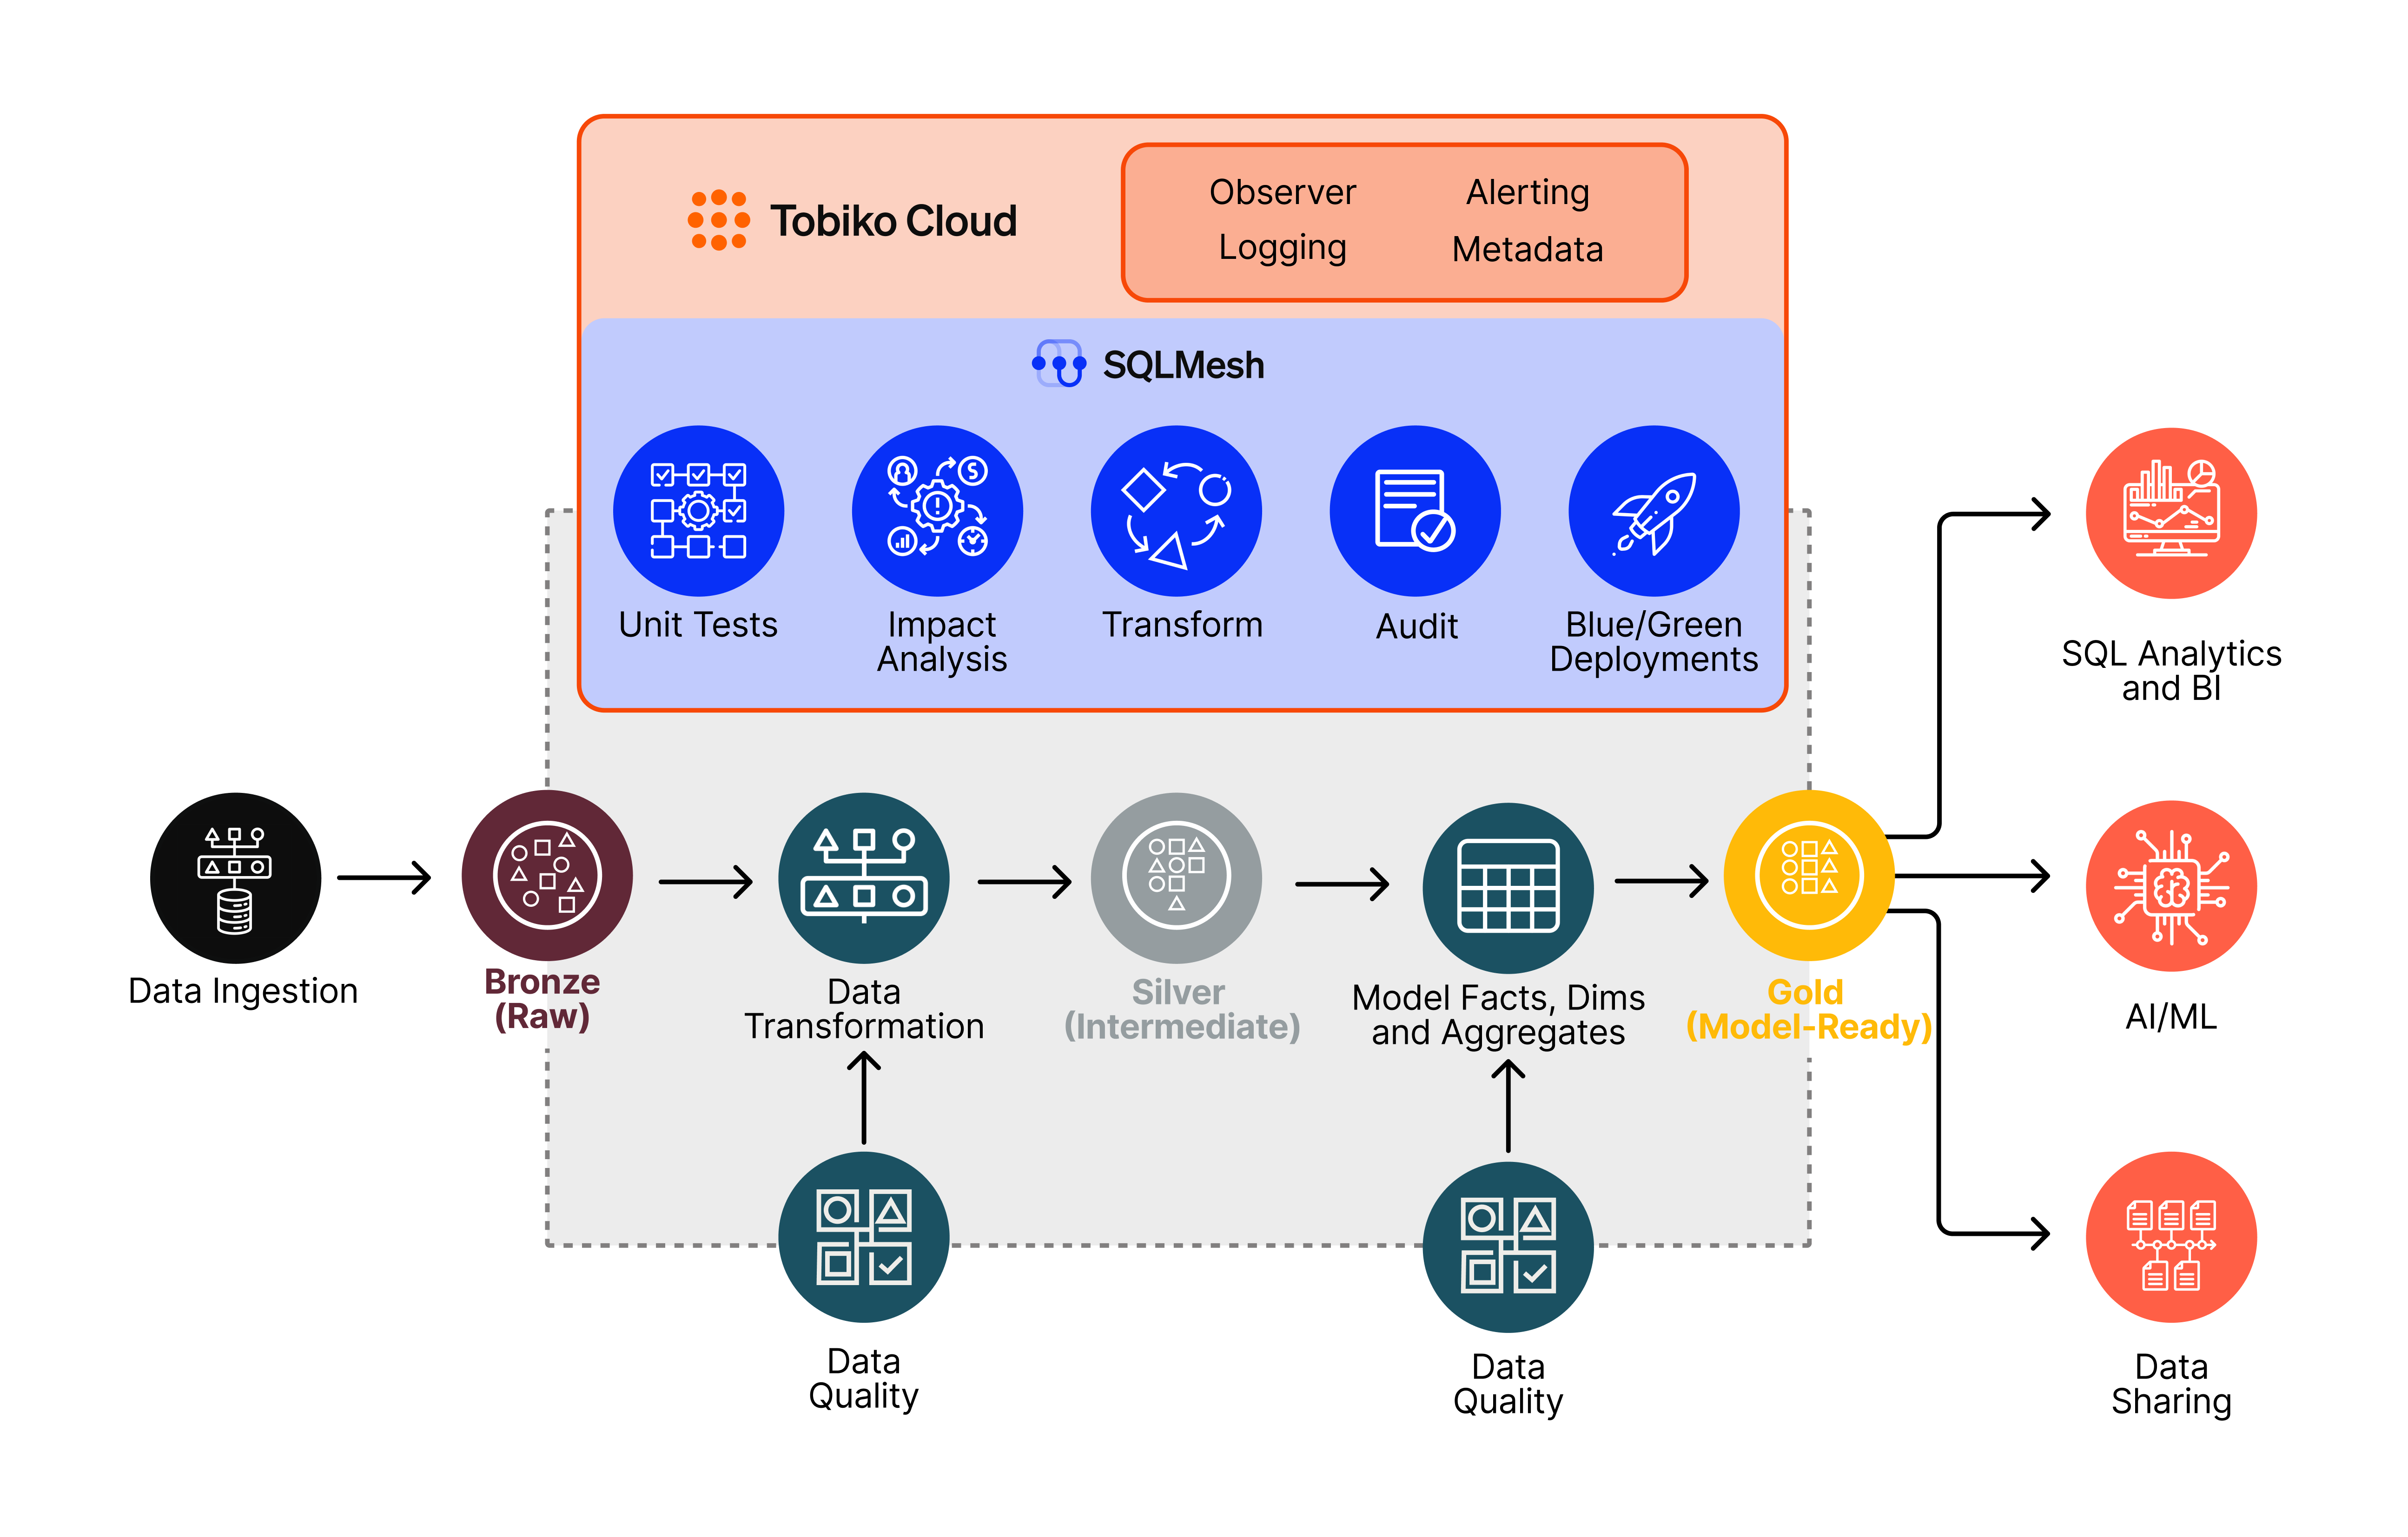 Tobiko Cloud
Observer
Alerting
Logging
Metadata
SQLMesh
Unit Tests
Impact
Analysis
Transform
Audit
Blue/Green
Deployments
SQL Analytics
and BI
Data Ingestion
Bronze
(Raw)
Data
Transformation
Silver
(Intermediate)
Model Facts, Dims
and Aggregates
Gold
(Model-Ready)
AI/ML
Data
Quality
Data
Quality
Data
Sharing